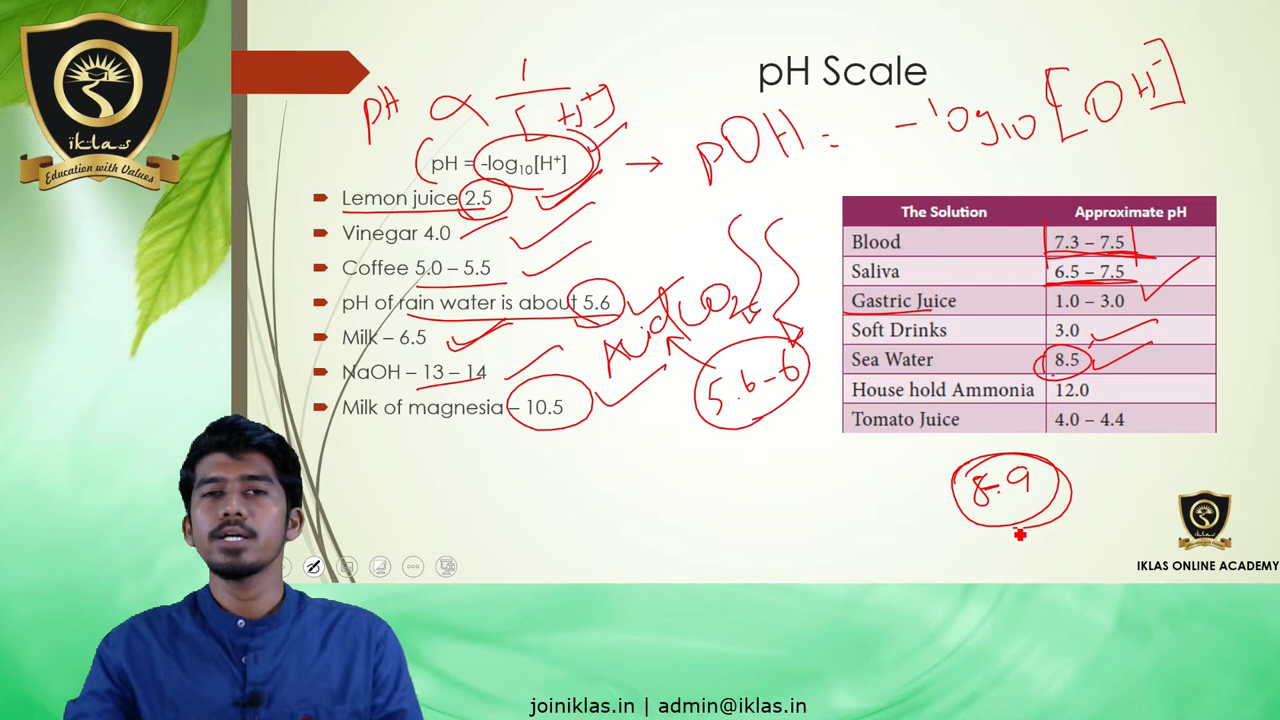 iklas
Education with Values
pH Scale
pH ∝ 1/[H⁺]
pH = -log₁₀[H⁺] → pOH = -log₁₀[OH⁻]
Lemon juice 2.5
Vinegar 4.0
Coffee 5.0 – 5.5
pH of rain water is about 5.6
Milk – 6.5
NaOH – 13 – 14
Milk of magnesia – 10.5
Acid CO₂
5.6-6
The Solution Approximate pH
Blood 7.3 – 7.5
Saliva 6.5 – 7.5
Gastric Juice 1.0 – 3.0
Soft Drinks 3.0
Sea Water 8.5
House hold Ammonia 12.0
Tomato Juice 4.0 – 4.4
iklas
IKLAS ONLINE ACADEMY
joiniklas.in | admin@iklas.in